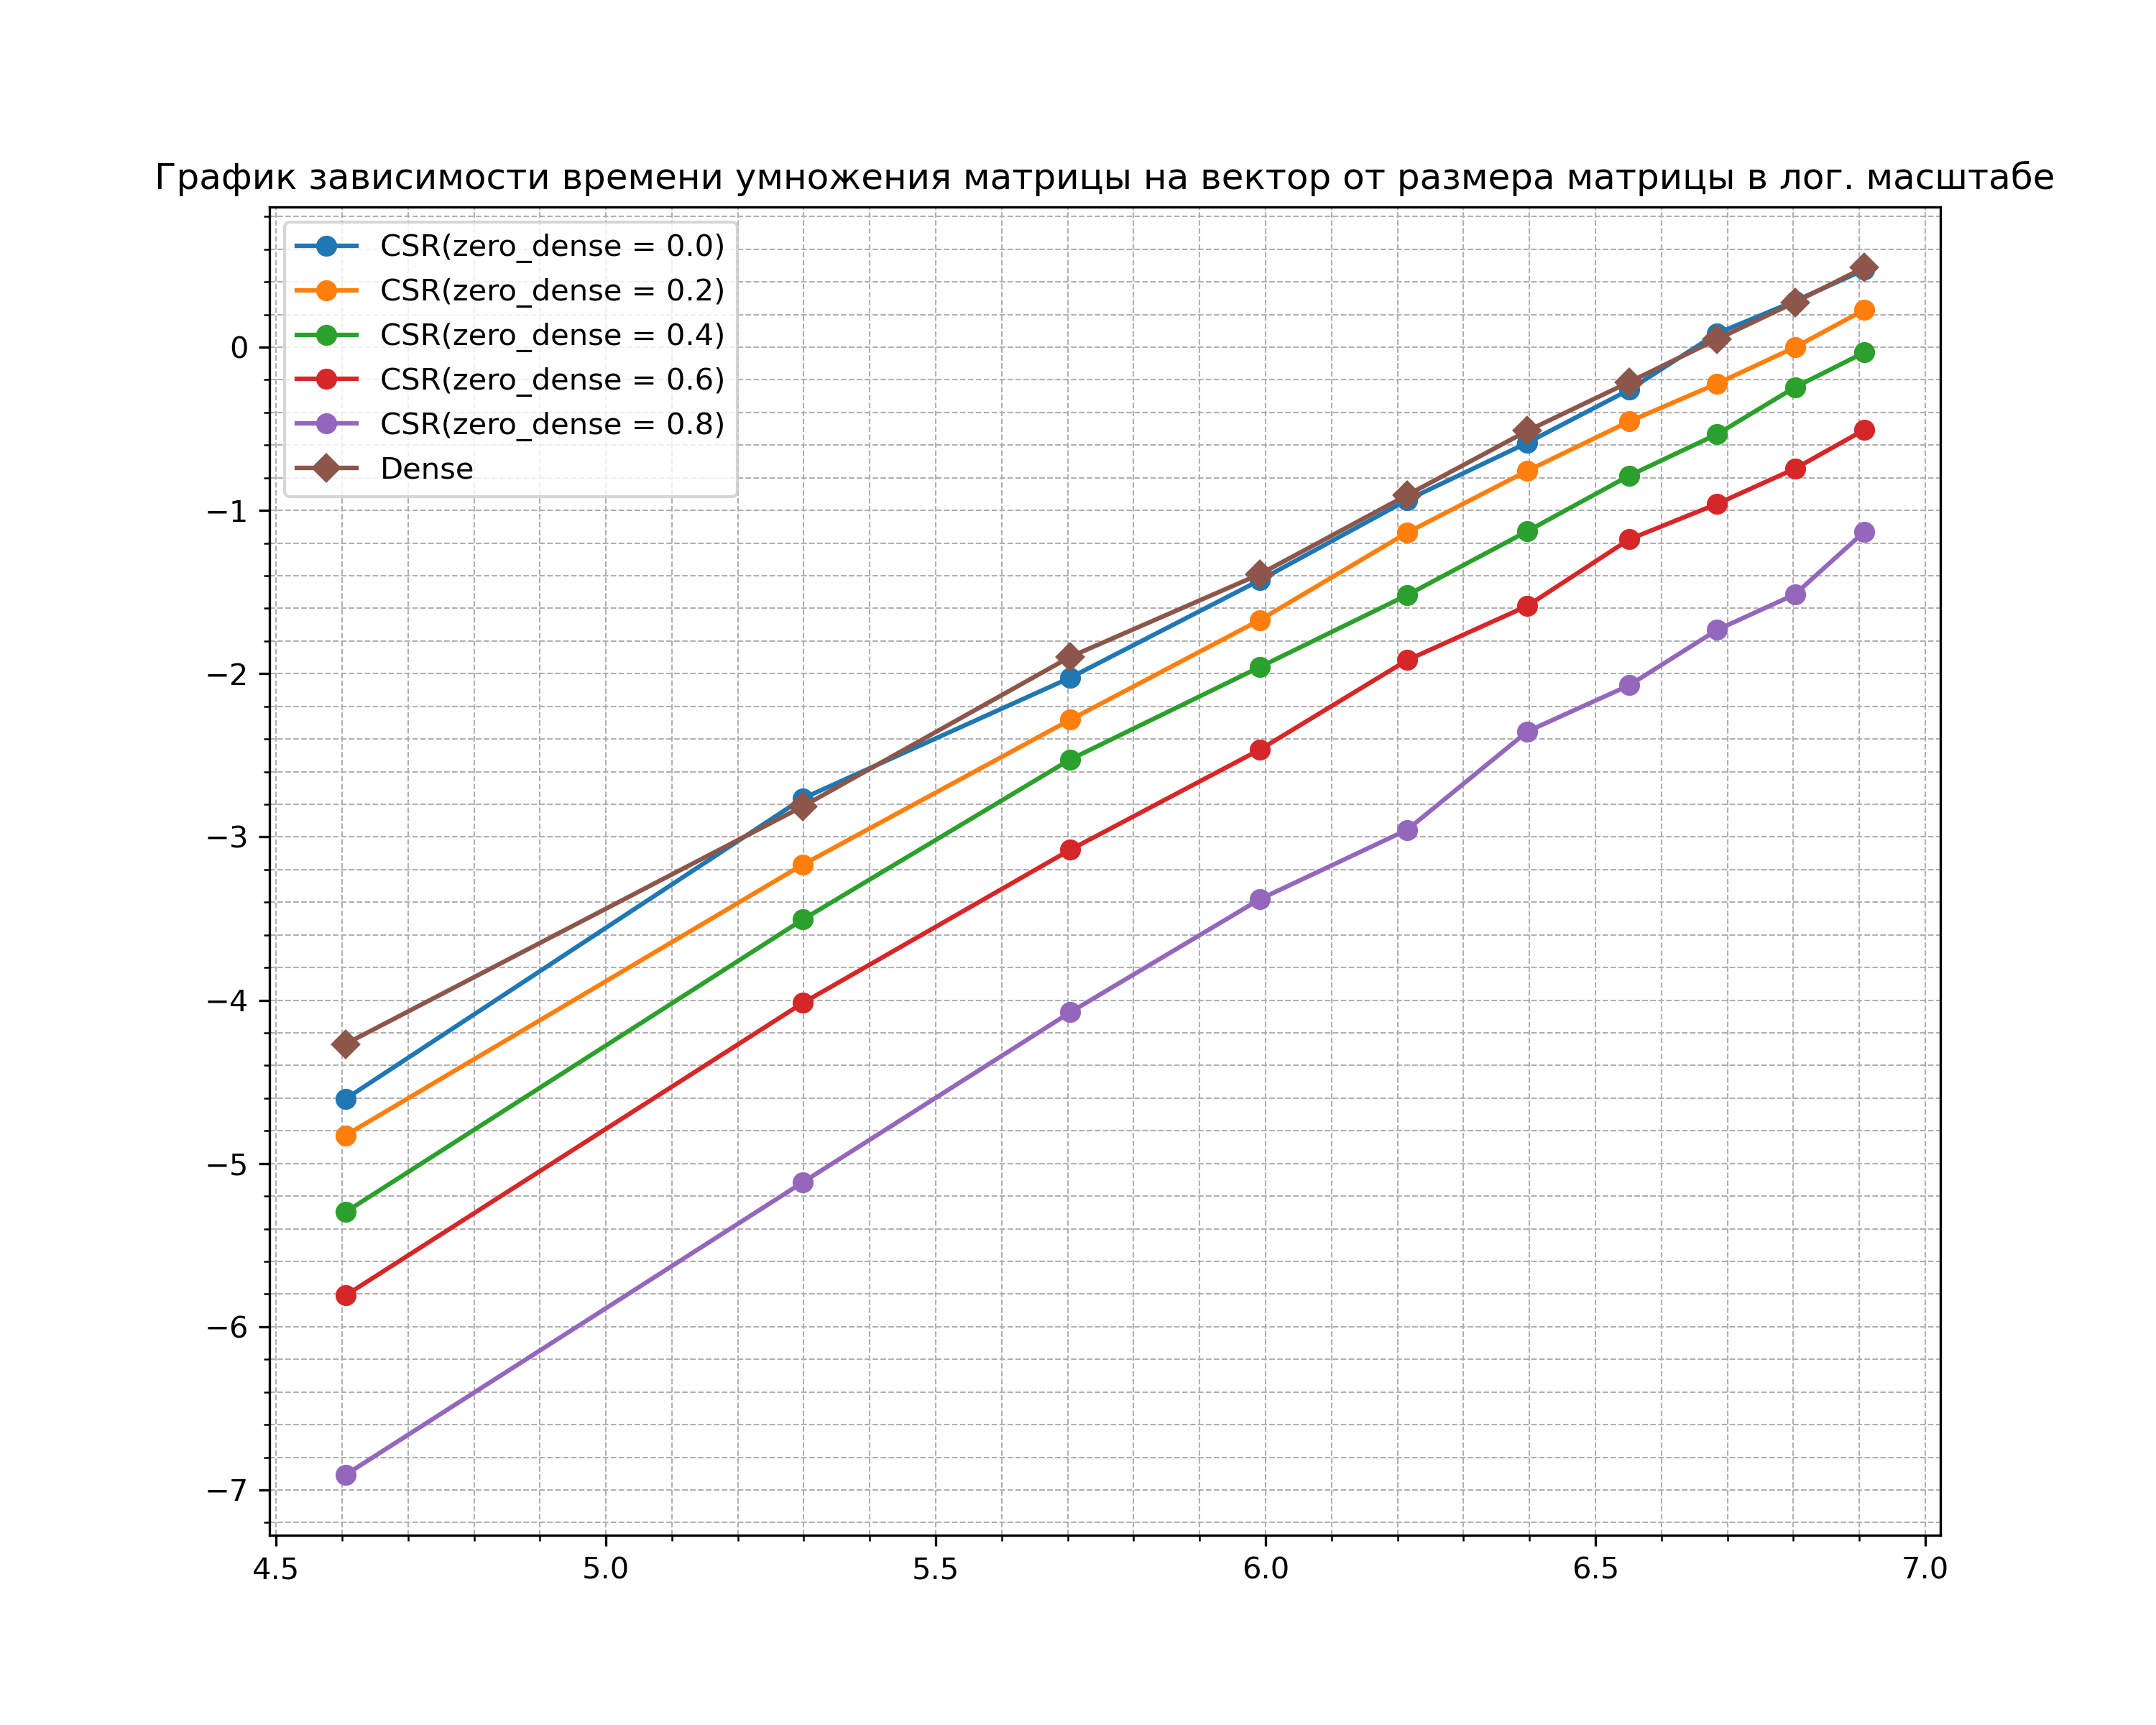 График зависимости времени умножения матрицы на вектор от размера матрицы в лог. масштабе
CSR(zero_dense = 0.0)
CSR(zero_dense = 0.2)
CSR(zero_dense = 0.4)
CSR(zero_dense = 0.6)
CSR(zero_dense = 0.8)
Dense
0
−1
−2
−3
−4
−5
−6
−7
4.5 5.0 5.5 6.0 6.5 7.0